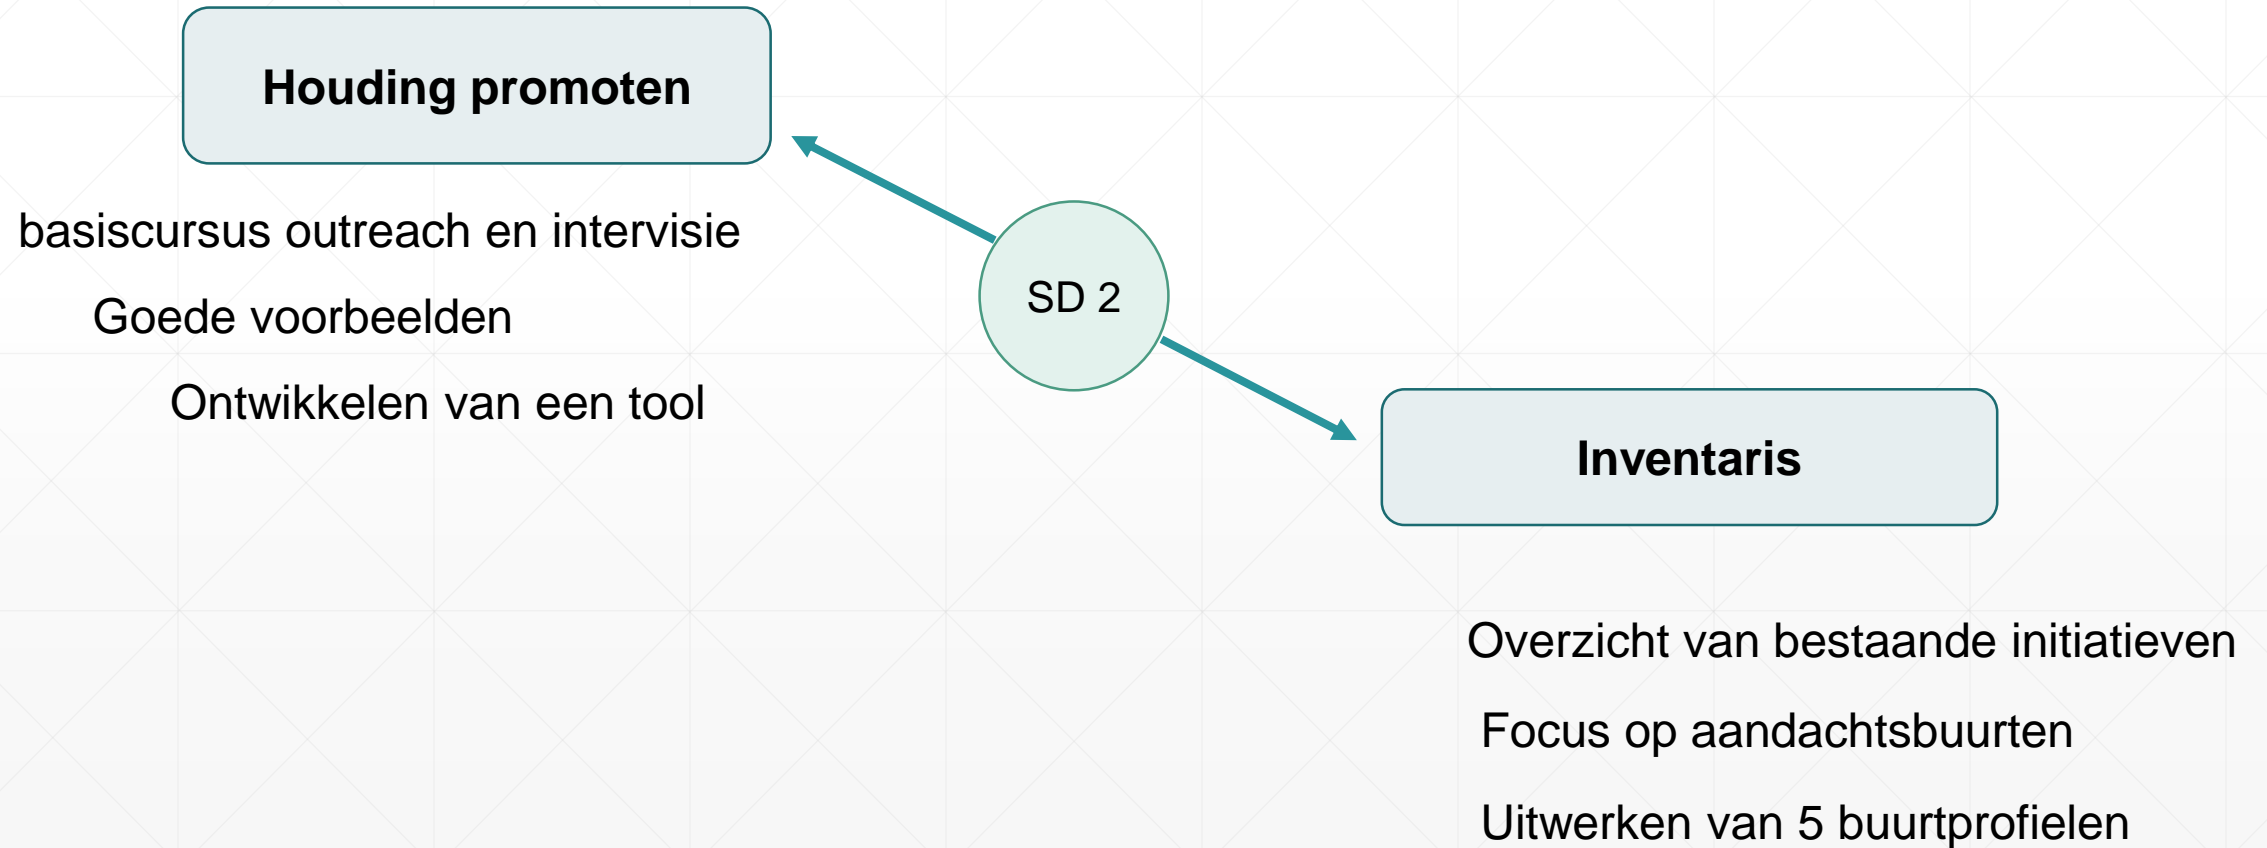 Houding promoten
basiscursus outreach en intervisie
Goede voorbeelden
Ontwikkelen van een tool
SD 2
Inventaris
Overzicht van bestaande initiatieven
Focus op aandachtsbuurten
Uitwerken van 5 buurtprofielen